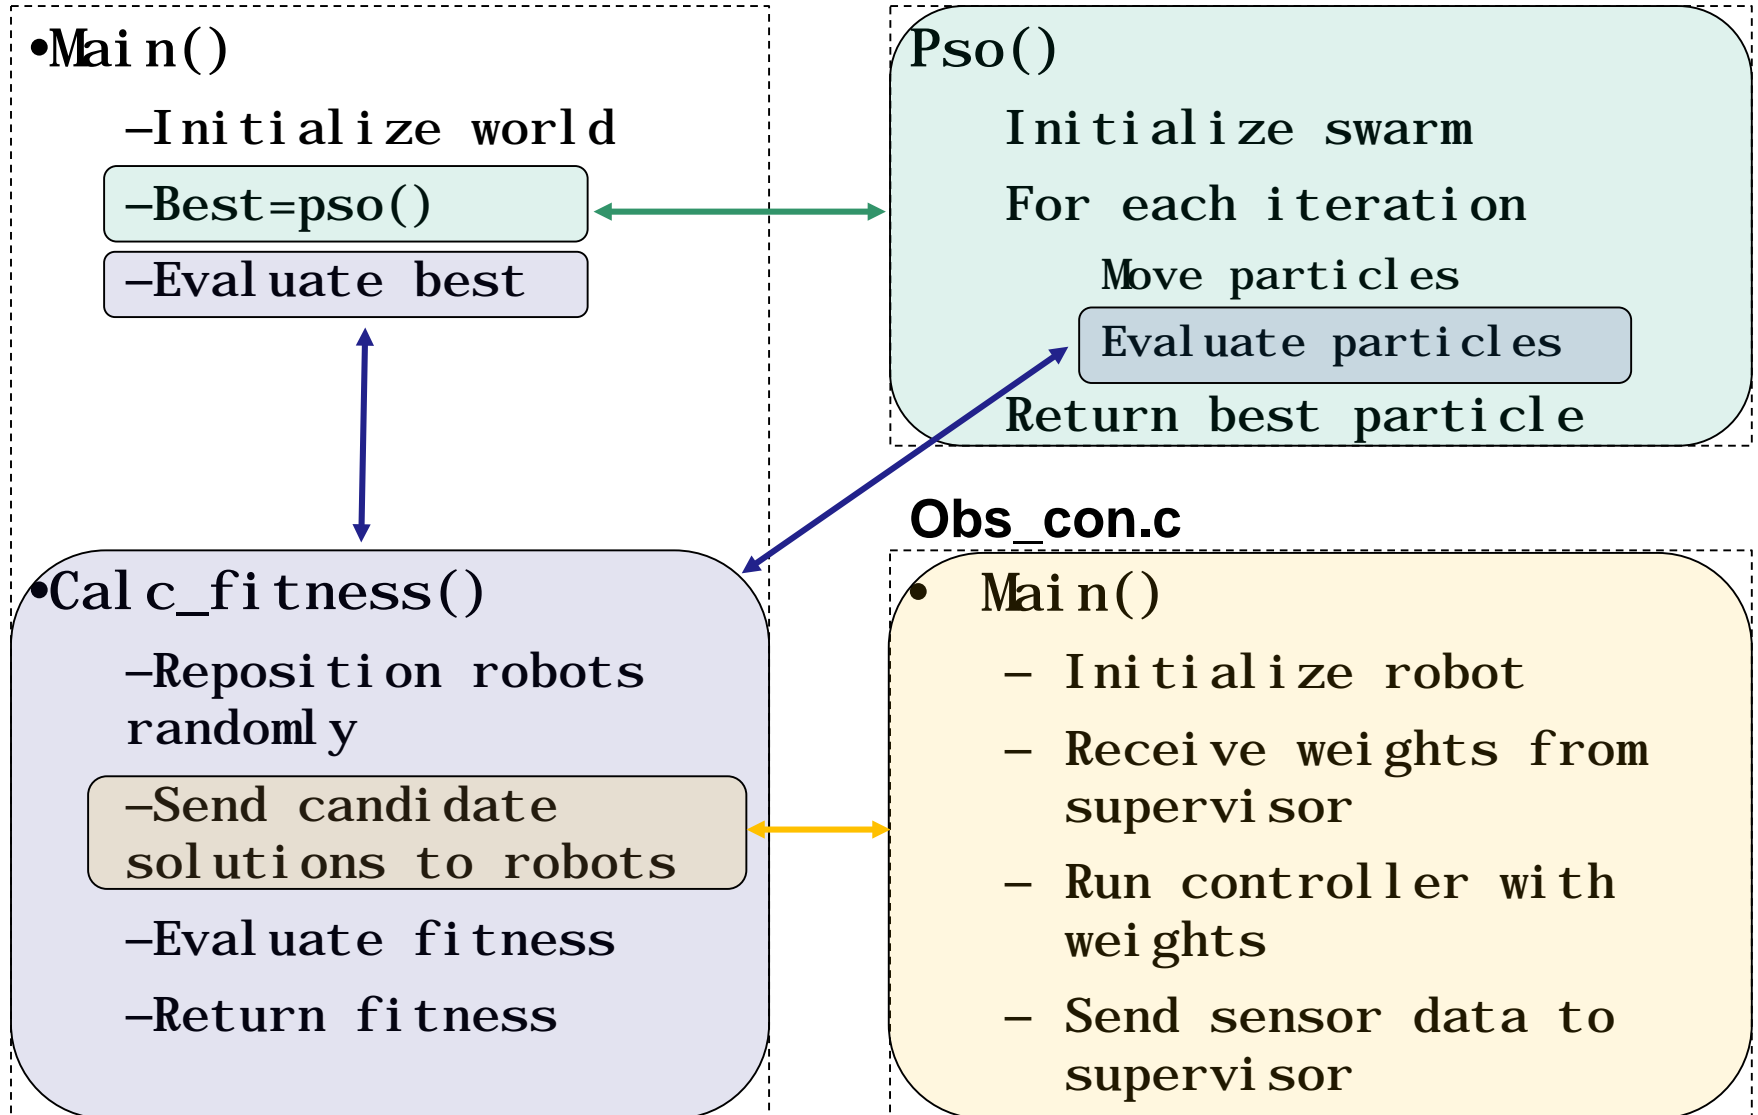 •Main()
–Initialize world
–Best=pso()
–Evaluate best
•Calc_fitness()
–Reposition robots
randomly
–Send candidate
solutions to robots
–Evaluate fitness
–Return fitness
Pso()
Initialize swarm
For each iteration
Move particles
Evaluate particles
Return best particle
Obs_con.c
• Main()
– Initialize robot
– Receive weights from
supervisor
– Run controller with
weights
– Send sensor data to
supervisor